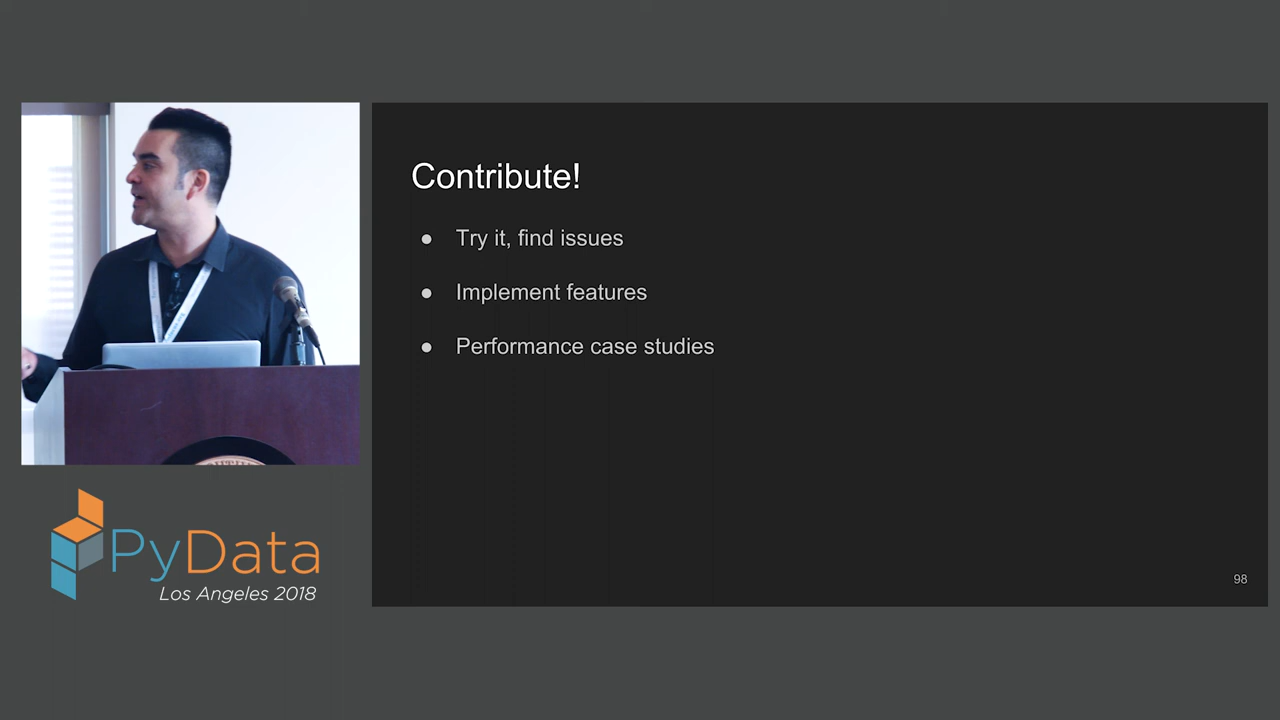 Contribute!
● Try it, find issues
● Implement features
● Performance case studies
98
PyData
Los Angeles 2018